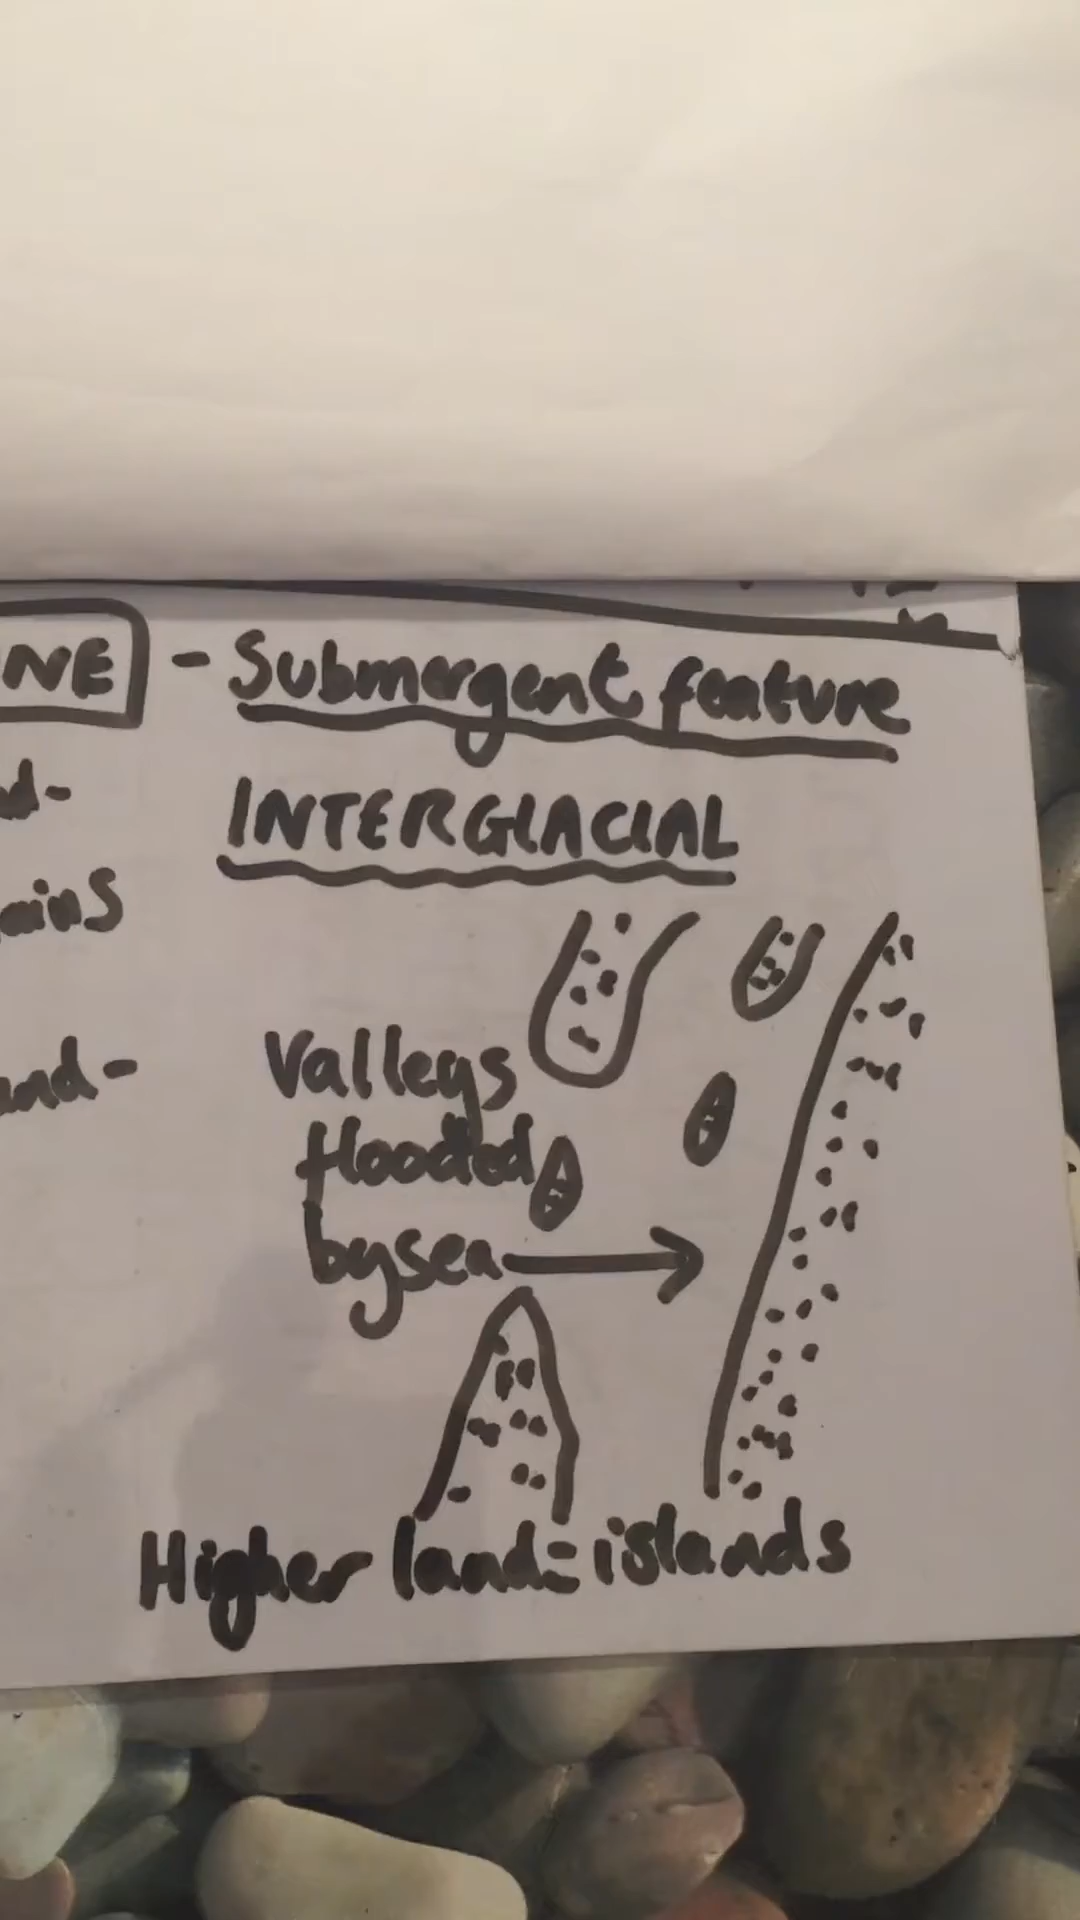 NE - Submergent feature
d-
INTERGLACIAL
ains
Valleys
flooded
and-
by sea
Higher land = islands